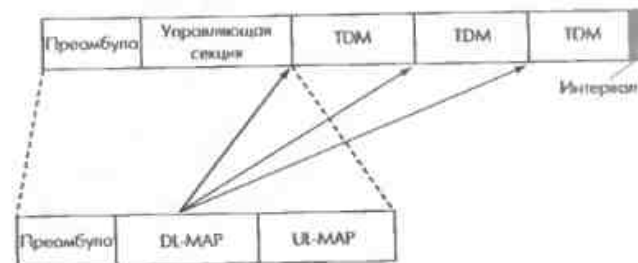 Преамбула
Управляющая
секция
TDM
TDM
TDM
Интервал
Преамбула
DL-MAP
UL-MAP